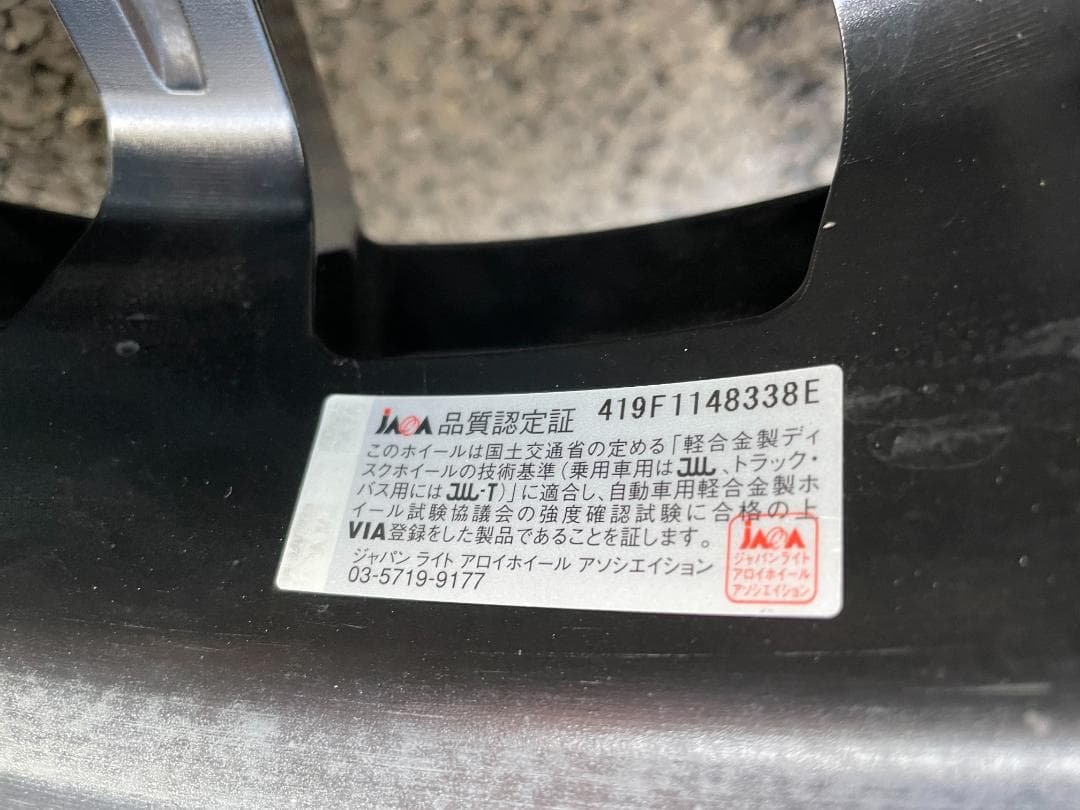 JAWA 品質認定証 419F1148338E
このホイールは国土交通省の定める「軽合金製ディ
スクホイールの技術基準（乗用車用はJWL、トラック・
バス用にはJWL-T）」に適合し、自動車用軽合金製ホ
イール試験協議会の強度確認試験に合格の上
VIA登録をした製品であることを証します。
ジャパン ライト アロイホイール アソシエイション
03-5719-9177
JAWA
ジャパンライト
アロイホイール
アソシエイション